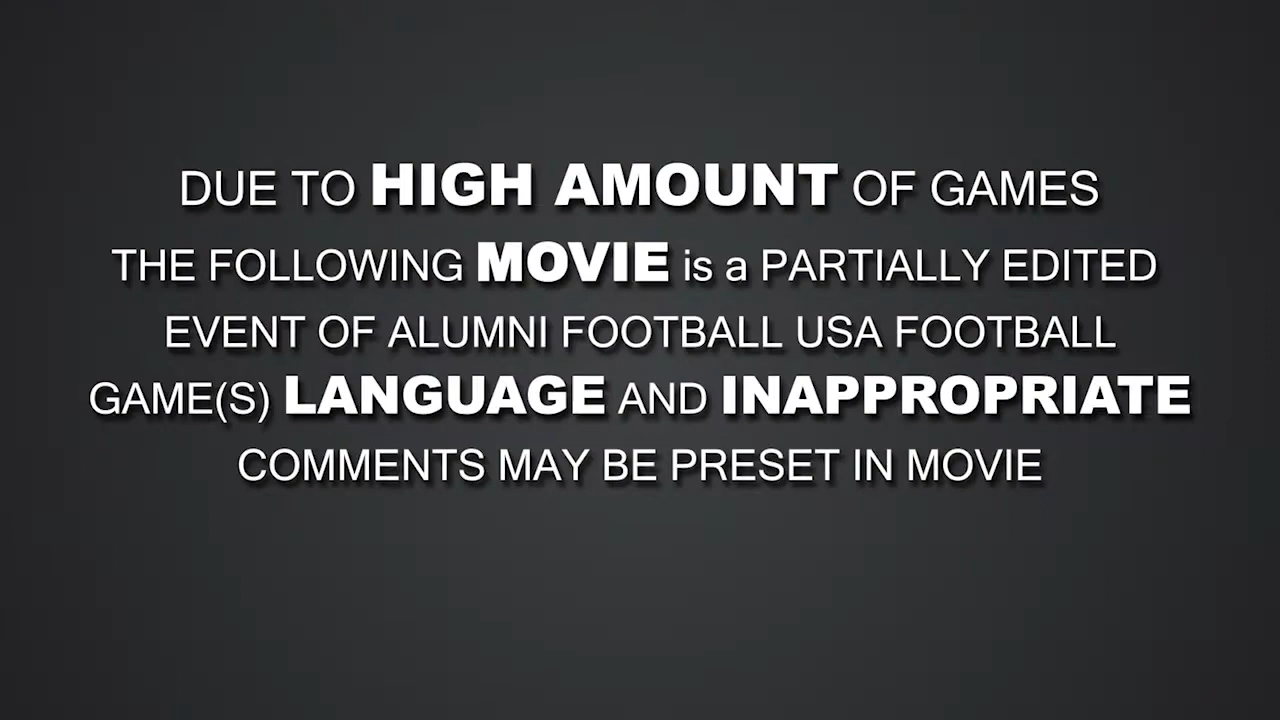 DUE TO HIGH AMOUNT OF GAMES
THE FOLLOWING MOVIE is a PARTIALLY EDITED
EVENT OF ALUMNI FOOTBALL USA FOOTBALL
GAME(S) LANGUAGE AND INAPPROPRIATE
COMMENTS MAY BE PRESET IN MOVIE